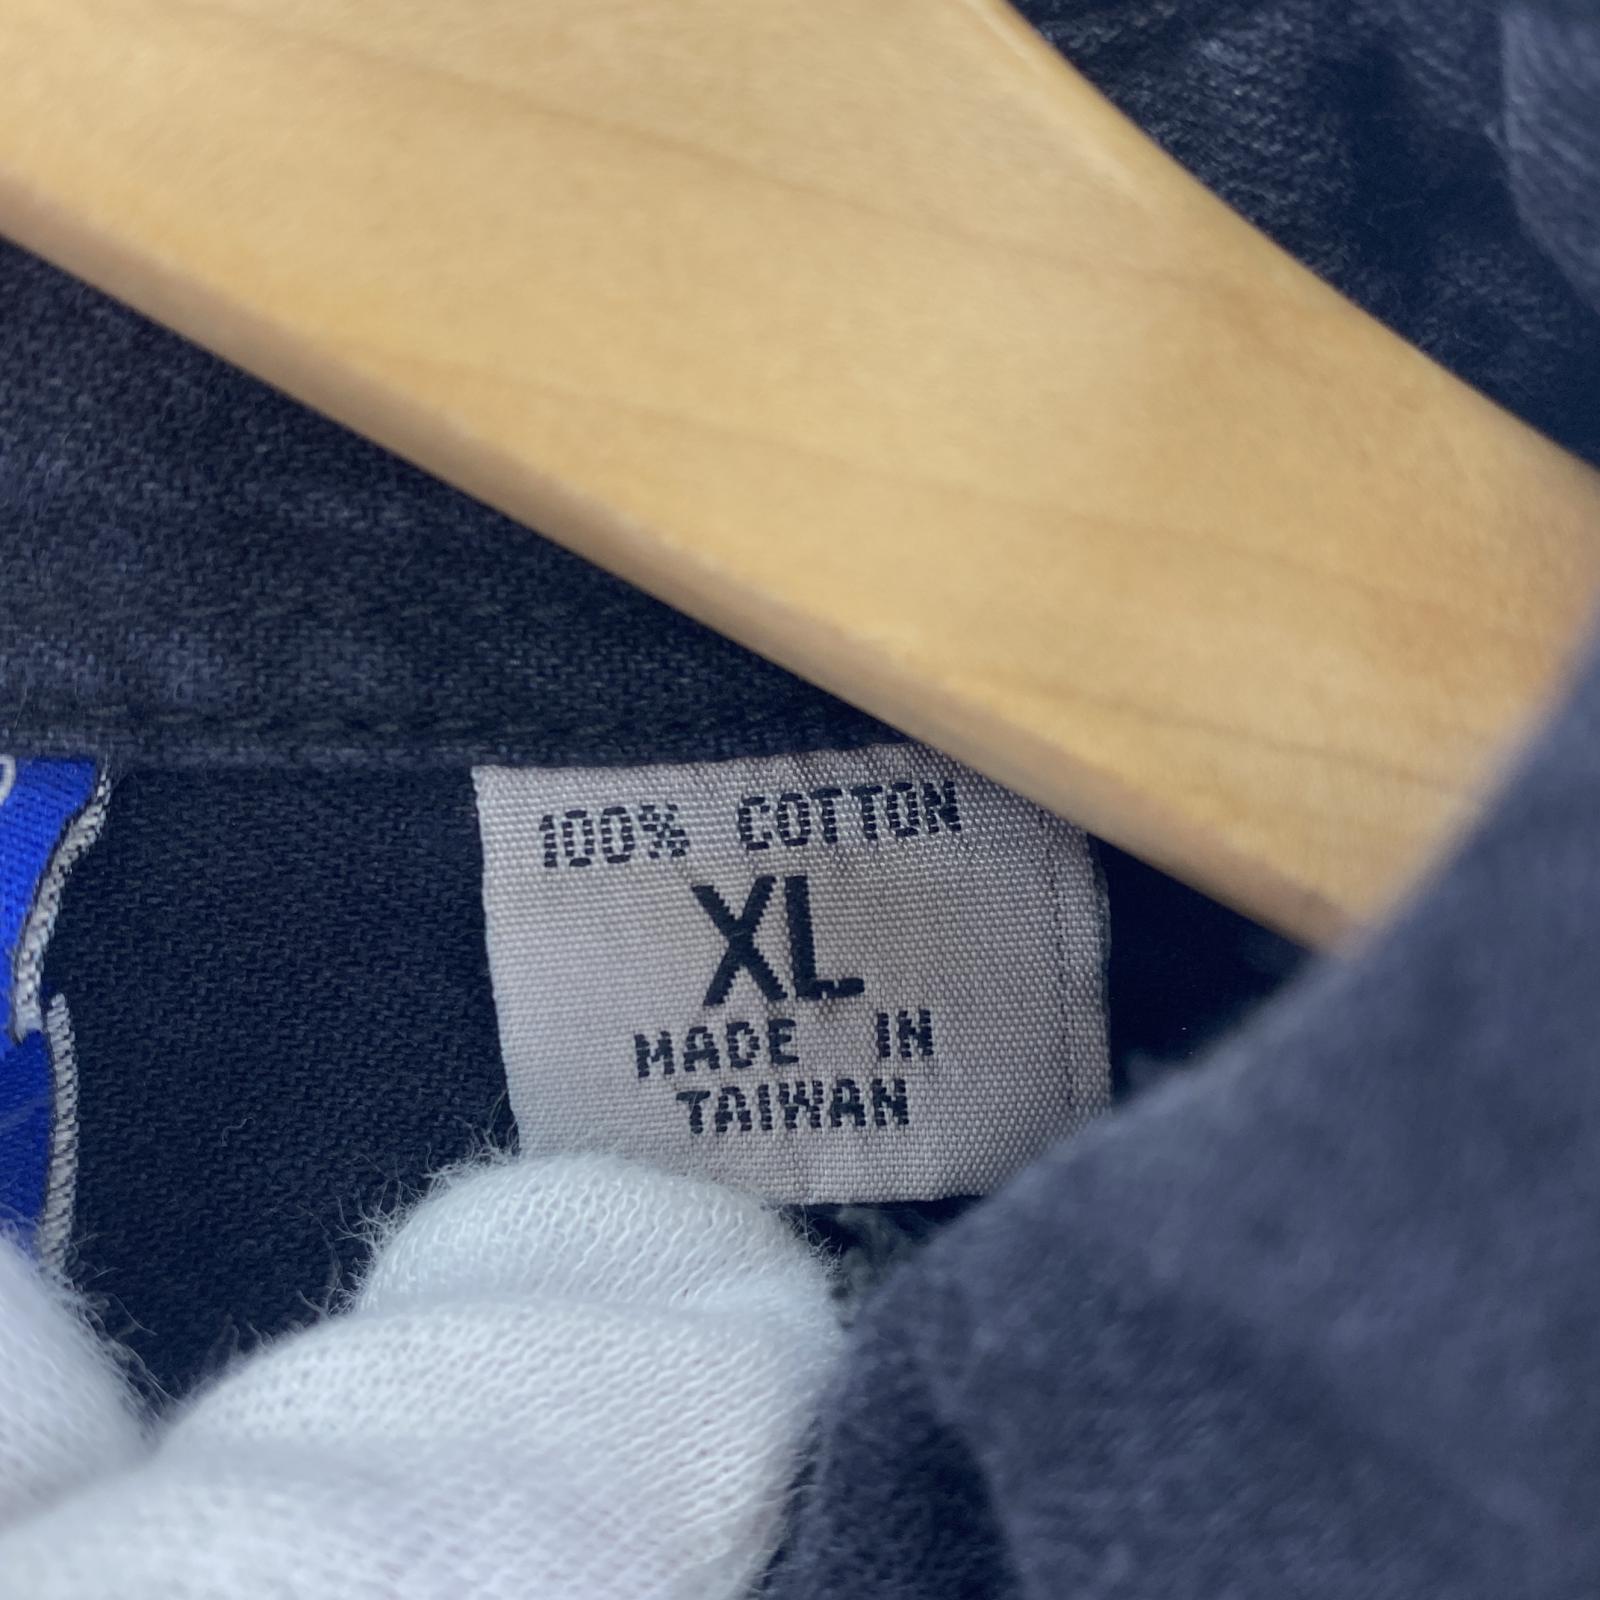 100% COTTON
XL
MADE IN
TAIWAN